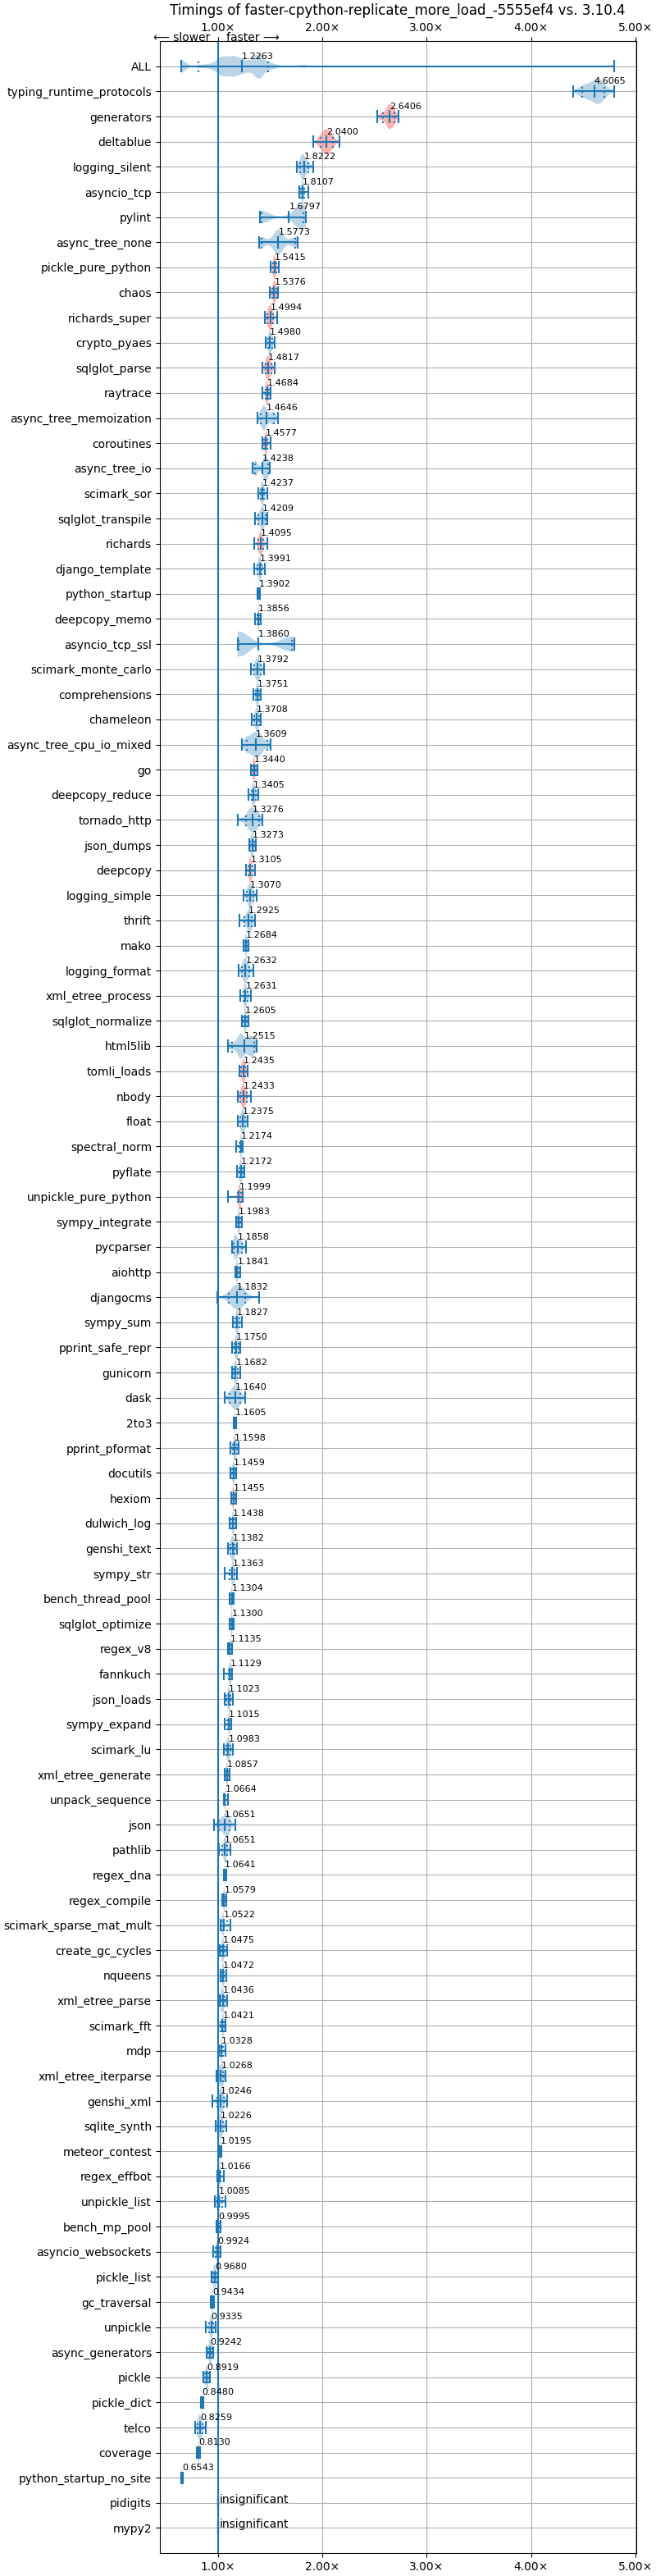 Timings of faster-cpython-replicate_more_load_-5555ef4 vs. 3.10.4
1.00× 2.00× 3.00× 4.00× 5.00×
⟵ slower faster ⟶
ALL 1.2263
typing_runtime_protocols 4.6065
generators 2.6406
deltablue 2.0400
logging_silent 1.8222
asyncio_tcp 1.8107
pylint 1.6797
async_tree_none 1.5773
pickle_pure_python 1.5415
chaos 1.5376
richards_super 1.4994
crypto_pyaes 1.4980
sqlglot_parse 1.4817
raytrace 1.4684
async_tree_memoization 1.4646
coroutines 1.4577
async_tree_io 1.4238
scimark_sor 1.4237
sqlglot_transpile 1.4209
richards 1.4095
django_template 1.3991
python_startup 1.3902
deepcopy_memo 1.3856
asyncio_tcp_ssl 1.3860
scimark_monte_carlo 1.3792
comprehensions 1.3751
chameleon 1.3708
async_tree_cpu_io_mixed 1.3609
go 1.3440
deepcopy_reduce 1.3405
tornado_http 1.3276
json_dumps 1.3273
deepcopy 1.3105
logging_simple 1.3070
thrift 1.2925
mako 1.2684
logging_format 1.2632
xml_etree_process 1.2631
sqlglot_normalize 1.2605
html5lib 1.2515
tomli_loads 1.2435
nbody 1.2433
float 1.2375
spectral_norm 1.2174
pyflate 1.2172
unpickle_pure_python 1.1999
sympy_integrate 1.1983
pycparser 1.1858
aiohttp 1.1841
djangocms 1.1832
sympy_sum 1.1827
pprint_safe_repr 1.1750
gunicorn 1.1682
dask 1.1640
2to3 1.1605
pprint_pformat 1.1598
docutils 1.1459
hexiom 1.1455
dulwich_log 1.1438
genshi_text 1.1382
sympy_str 1.1363
bench_thread_pool 1.1304
sqlglot_optimize 1.1300
regex_v8 1.1135
fannkuch 1.1129
json_loads 1.1023
sympy_expand 1.1015
scimark_lu 1.0983
xml_etree_generate 1.0857
unpack_sequence 1.0664
json 1.0651
pathlib 1.0651
regex_dna 1.0641
regex_compile 1.0579
scimark_sparse_mat_mult 1.0522
create_gc_cycles 1.0475
nqueens 1.0472
xml_etree_parse 1.0436
scimark_fft 1.0421
mdp 1.0328
xml_etree_iterparse 1.0268
genshi_xml 1.0246
sqlite_synth 1.0226
meteor_contest 1.0195
regex_effbot 1.0166
unpickle_list 1.0085
bench_mp_pool 0.9995
asyncio_websockets 0.9924
pickle_list 0.9680
gc_traversal 0.9434
unpickle 0.9335
async_generators 0.9242
pickle 0.8919
pickle_dict 0.8480
telco 0.8259
coverage 0.8130
python_startup_no_site 0.6543
pidigits insignificant
mypy2 insignificant
1.00× 2.00× 3.00× 4.00× 5.00×